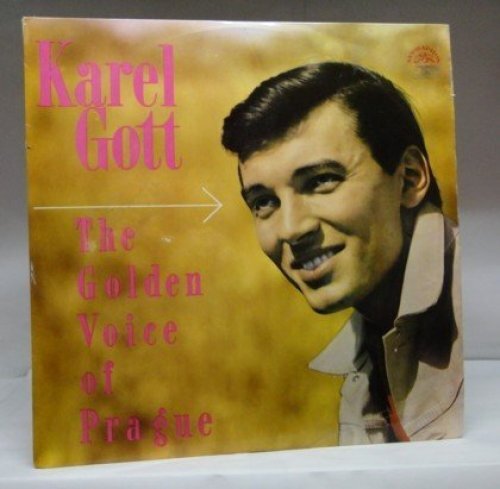 Karel
Gott
The
Golden
Voice
of
Prague